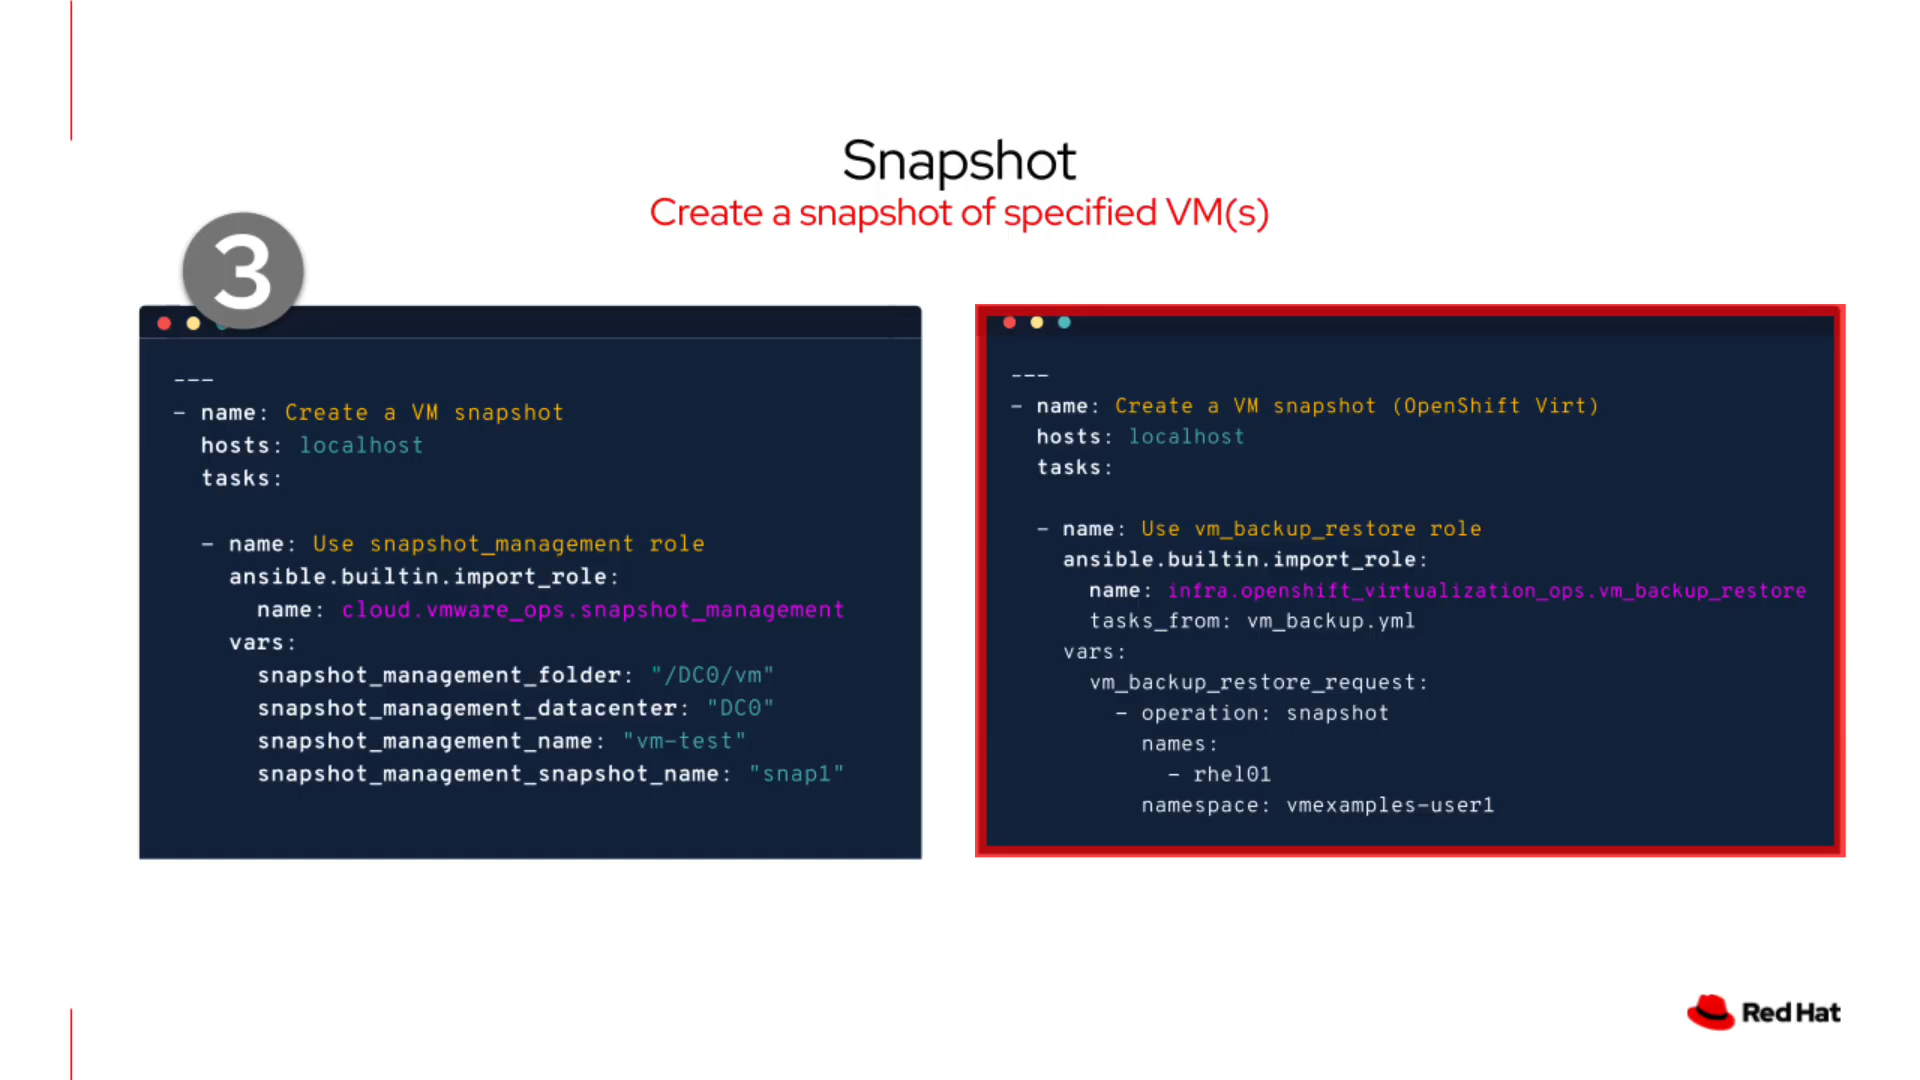 Snapshot
Create a snapshot of specified VM(s)
3
---
- name: Create a VM snapshot
  hosts: localhost
  tasks:

  - name: Use snapshot_management role
    ansible.builtin.import_role:
      name: cloud.vmware_ops.snapshot_management
    vars:
      snapshot_management_folder: "/DC0/vm"
      snapshot_management_datacenter: "DC0"
      snapshot_management_name: "vm-test"
      snapshot_management_snapshot_name: "snap1"
---
- name: Create a VM snapshot (OpenShift Virt)
  hosts: localhost
  tasks:

  - name: Use vm_backup_restore role
    ansible.builtin.import_role:
      name: infra.openshift_virtualization_ops.vm_backup_restore
      tasks_from: vm_backup.yml
    vars:
      vm_backup_restore_request:
        - operation: snapshot
          names:
            - rhel01
          namespace: vmexamples-user1
Red Hat